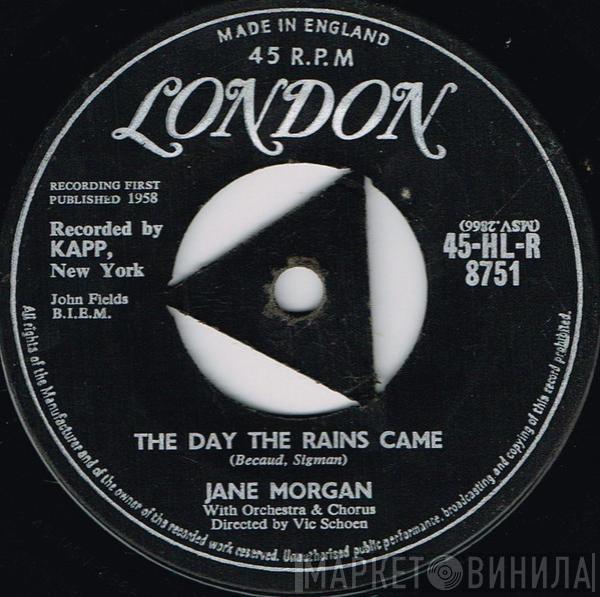 MADE IN ENGLAND
45 R.P.M
LONDON
RECORDING FIRST
PUBLISHED 1958
Recorded by
KAPP,
New York
John Fields
B.I.E.M.
(MSV.2866)
45-HL-R
8751
THE DAY THE RAINS CAME
(Becaud, Sigman)
JANE MORGAN
With Orchestra & Chorus
Directed by Vic Schoen
All rights of the Manufacturer and of the owner of the recorded work reserved. Unauthorised public performance, broadcasting and copying of this record prohibited.
МАРКЕТ ВИНИЛА